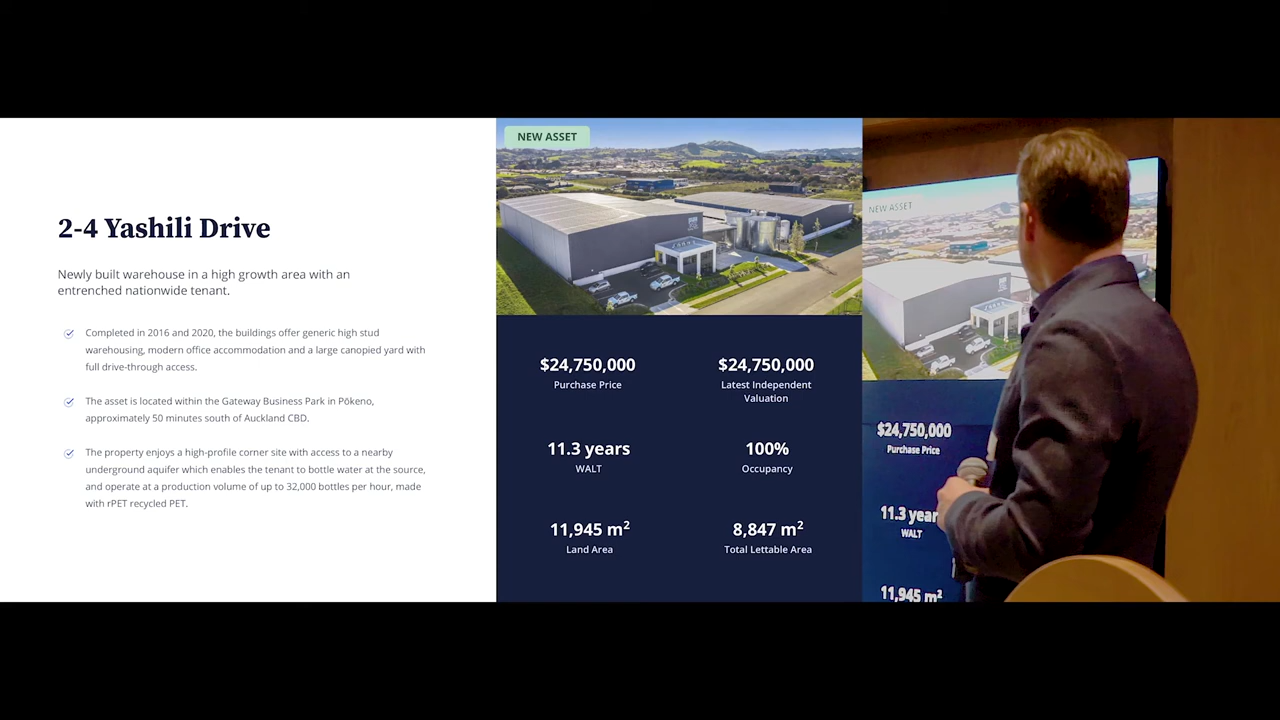 2-4 Yashili Drive
Newly built warehouse in a high growth area with an
entrenched nationwide tenant.
Completed in 2016 and 2020, the buildings offer generic high stud
warehousing, modern office accommodation and a large canopied yard with
full drive-through access.
The asset is located within the Gateway Business Park in Pōkeno,
approximately 50 minutes south of Auckland CBD.
The property enjoys a high-profile corner site with access to a nearby
underground aquifer which enables the tenant to bottle water at the source,
and operate at a production volume of up to 32,000 bottles per hour, made
with rPET recycled PET.
NEW ASSET
$24,750,000
Purchase Price
$24,750,000
Latest Independent
Valuation
11.3 years
WALT
100%
Occupancy
11,945 m²
Land Area
8,847 m²
Total Lettable Area
NEW ASSET
$24,750,000
Purchase Price
11.3 year
WALT
11,945 m²